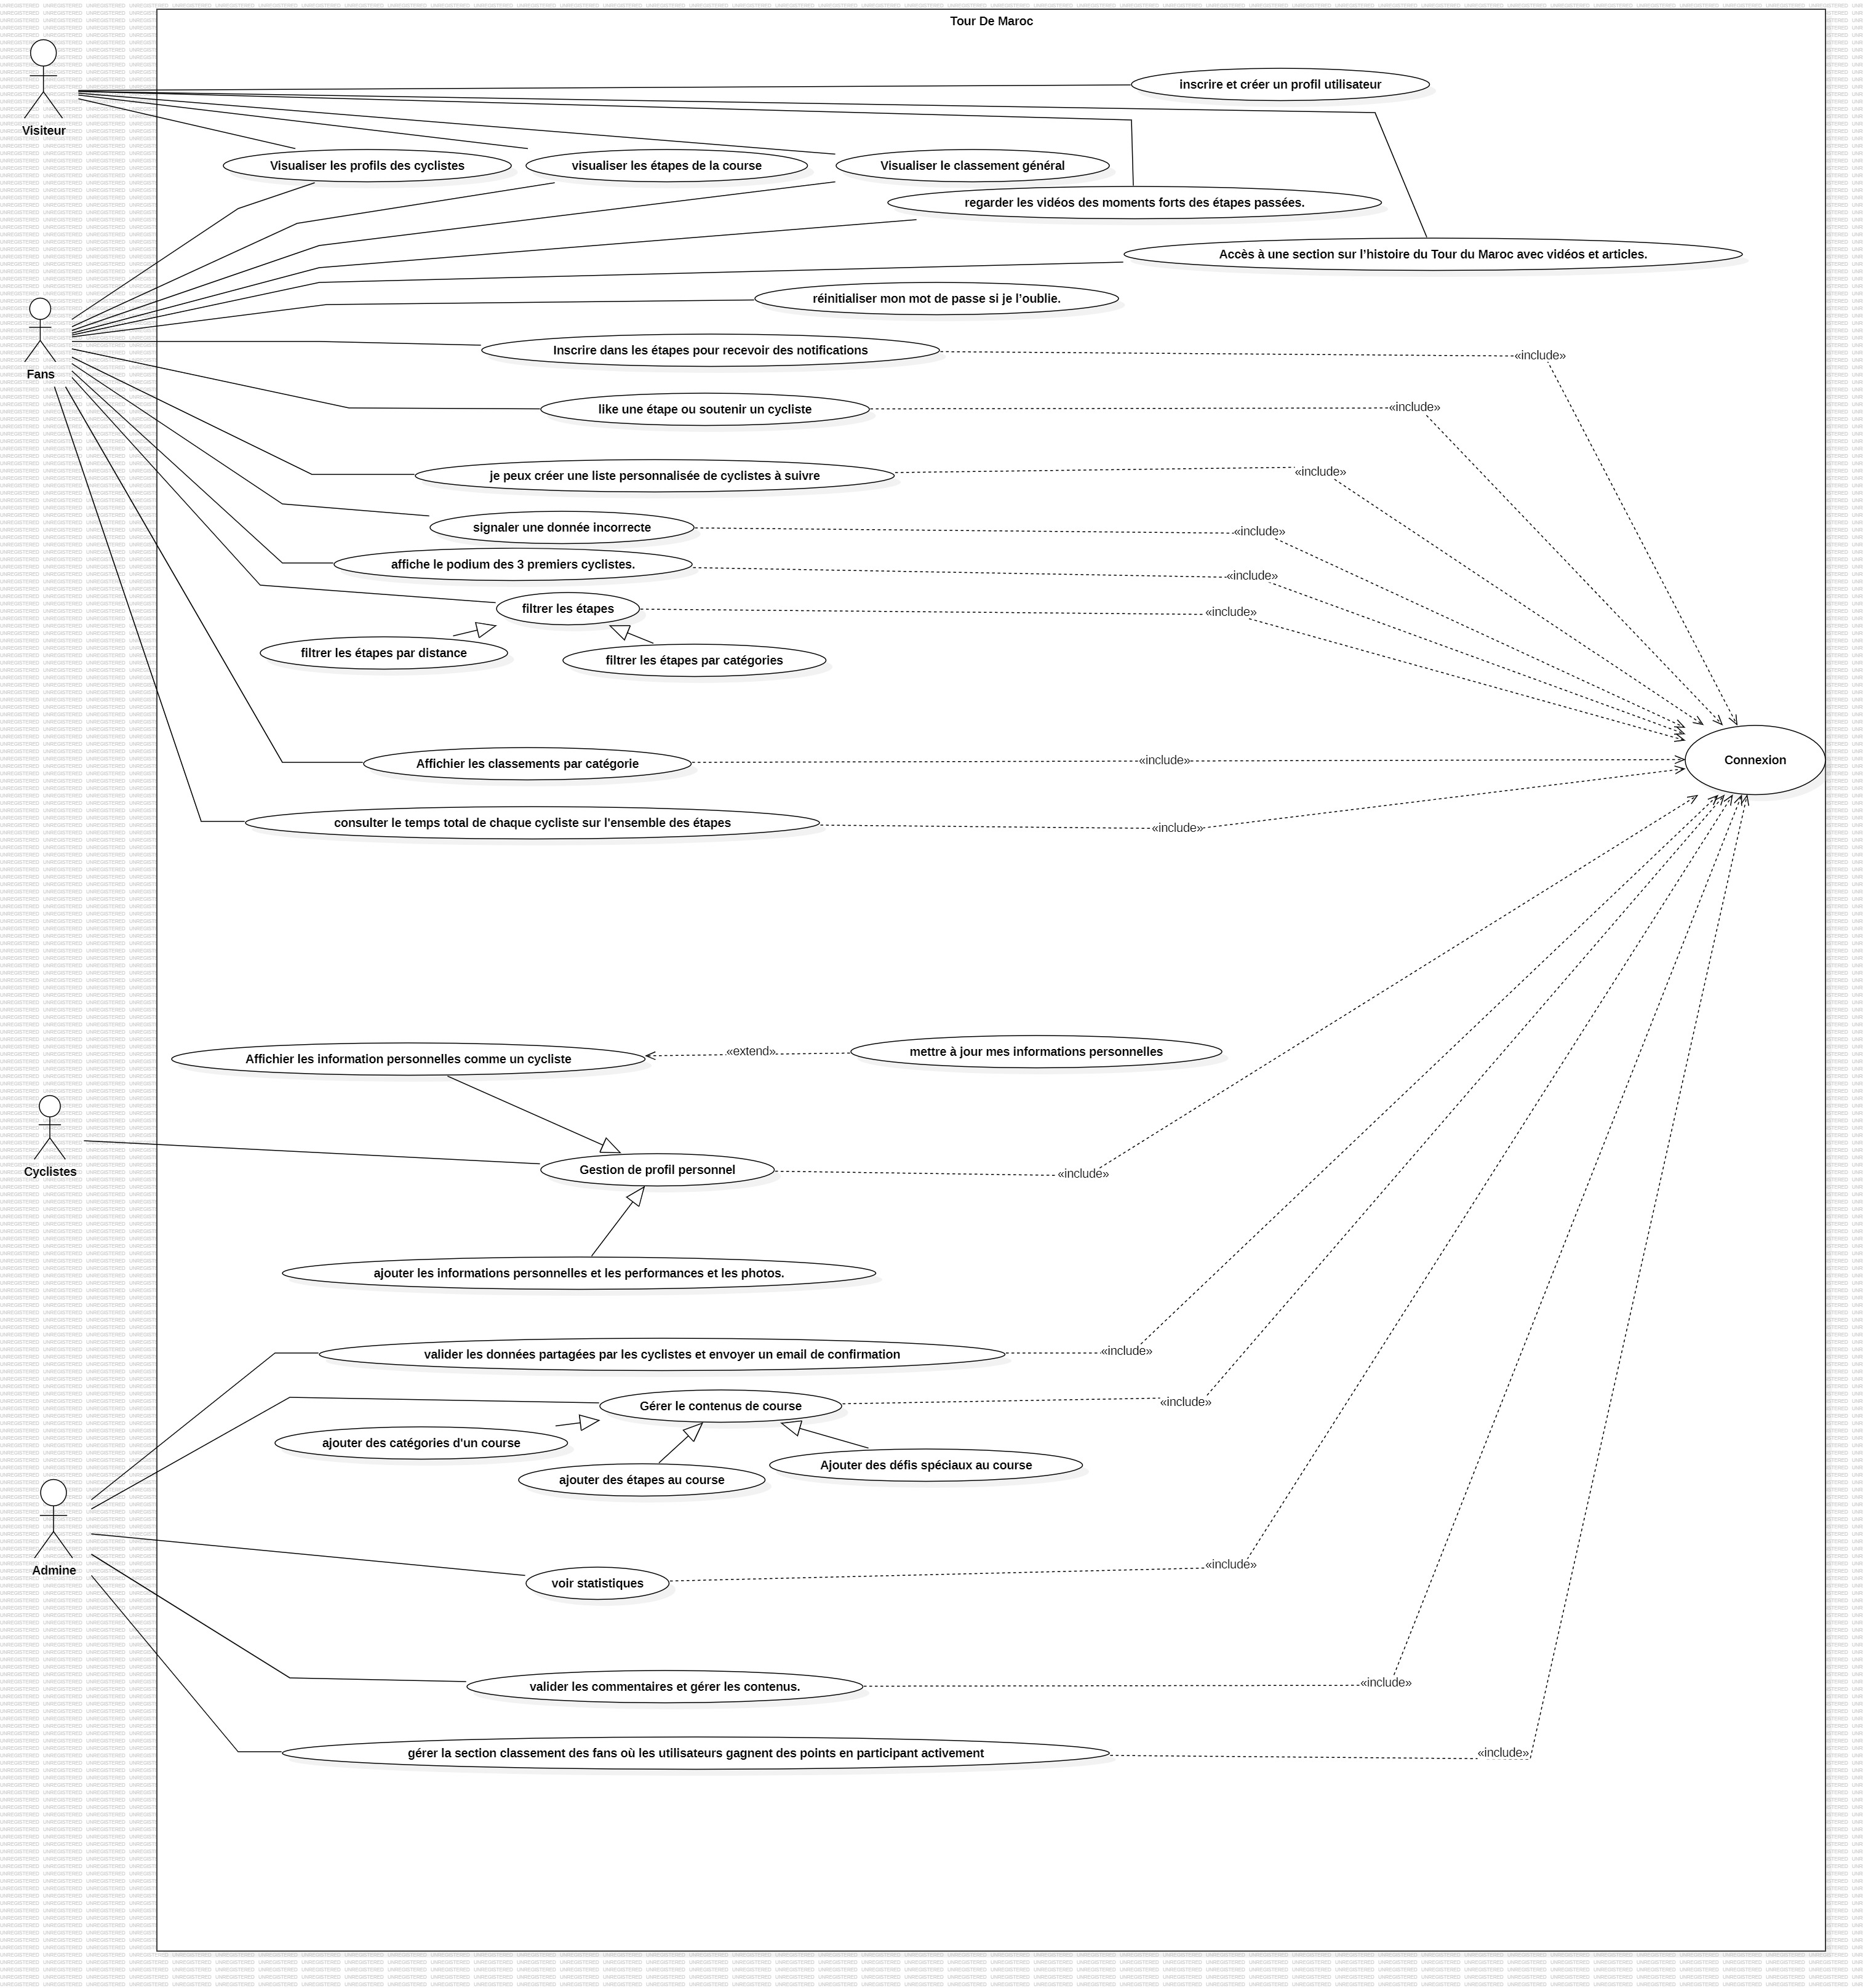 Tour De Maroc
Visiteur
inscrire et créer un profil utilisateur
Visualiser les profils des cyclistes
visualiser les étapes de la course
Visualiser le classement général
regarder les vidéos des moments forts des étapes passées.
Accès à une section sur l’histoire du Tour du Maroc avec vidéos et articles.
réinitialiser mon mot de passe si je l’oublie.
Fans
Inscrire dans les étapes pour recevoir des notifications
«include»
like une étape ou soutenir un cycliste
«include»
je peux créer une liste personnalisée de cyclistes à suivre
«include»
signaler une donnée incorrecte
«include»
affiche le podium des 3 premiers cyclistes.
«include»
filtrer les étapes
«include»
filtrer les étapes par distance
filtrer les étapes par catégories
Affichier les classements par catégorie
«include»
Connexion
consulter le temps total de chaque cycliste sur l'ensemble des étapes
«include»
Affichier les information personnelles comme un cycliste
«extend»
mettre à jour mes informations personnelles
Cyclistes
Gestion de profil personnel
«include»
ajouter les informations personnelles et les performances et les photos.
valider les données partagées par les cyclistes et envoyer un email de confirmation
«include»
Gérer le contenus de course
«include»
ajouter des catégories d'un course
ajouter des étapes au course
Ajouter des défis spéciaux au course
Admine
voir statistiques
«include»
valider les commentaires et gérer les contenus.
«include»
gérer la section classement des fans où les utilisateurs gagnent des points en participant activement
«include»
UNREGISTERED